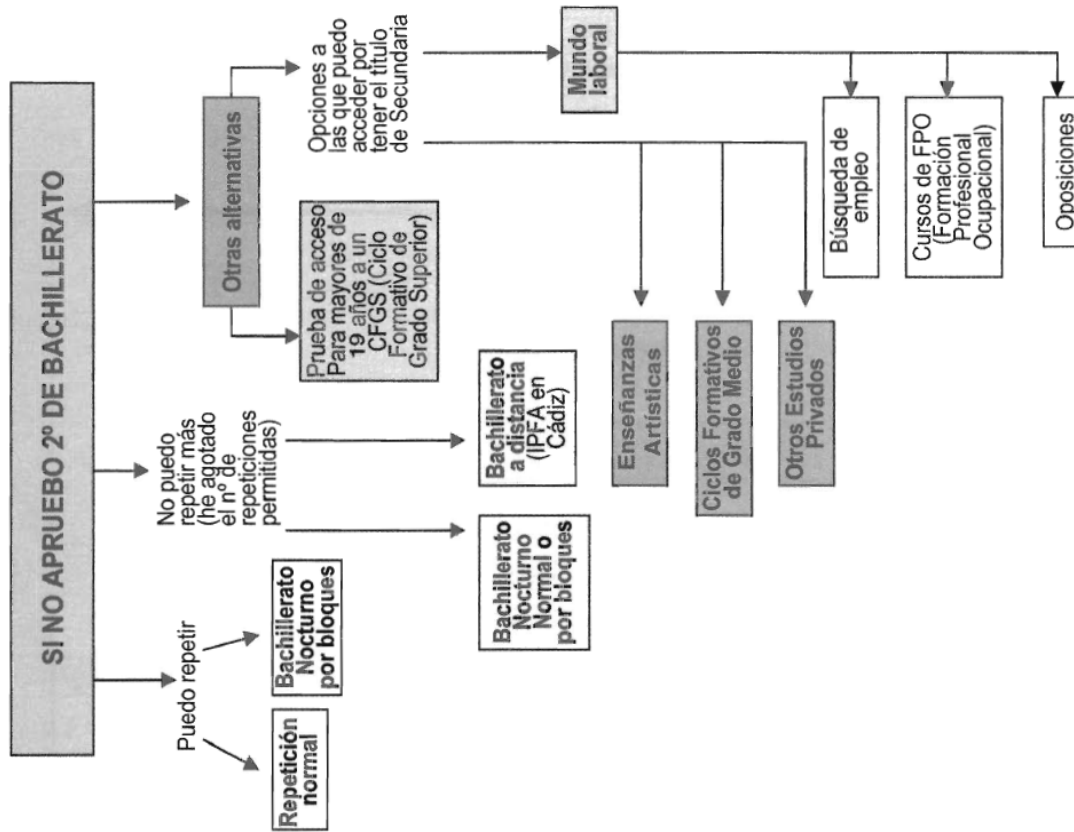 SI NO APRUEBO 2º DE BACHILLERATO
Puedo repetir
Repetición
normal
Bachillerato
Nocturno
por bloques
No puedo
repetir más
(he agotado
el nº de
repeticiones
permitidas)
Bachillerato
Nocturno
Normal o
por bloques
Bachillerato
a distancia
(IPFA en
Cádiz)
Otras alternativas
Prueba de acceso
Para mayores de
19 años a un
CFGS (Ciclo
Formativo de
Grado Superior)
Opciones a
las que puedo
acceder por
tener el título
de Secundaria
Enseñanzas
Artísticas
Ciclos Formativos
de Grado Medio
Otros Estudios
Privados
Mundo
laboral
Búsqueda de
empleo
Cursos de FPO
(Formación
Profesional
Ocupacional)
Oposiciones